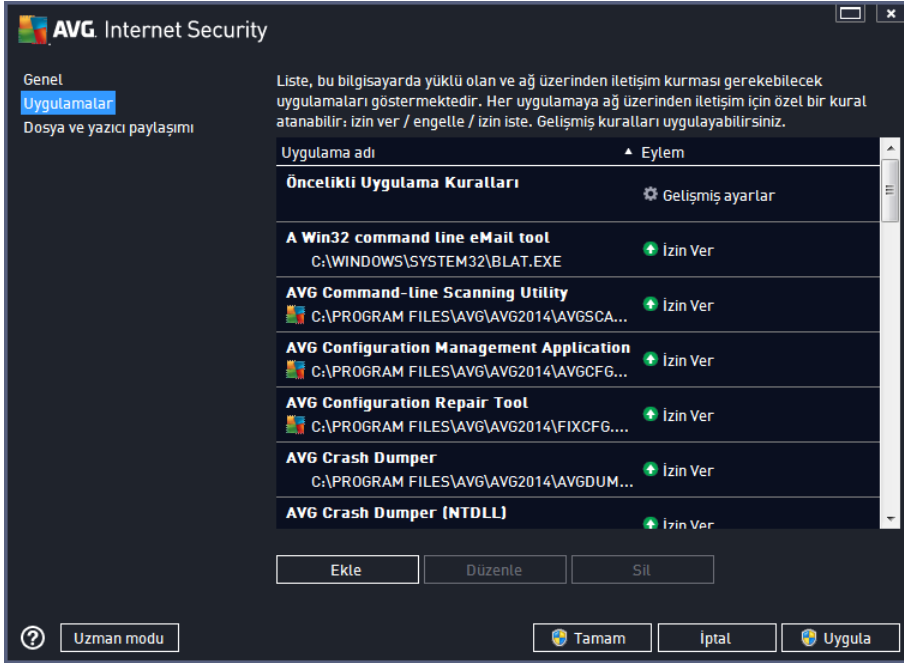 AVG. Internet Security
Genel
Uygulamalar
Dosya ve yazıcı paylaşımı
Liste, bu bilgisayarda yüklü olan ve ağ üzerinden iletişim kurması gerekebilecek
uygulamaları göstermektedir. Her uygulamaya ağ üzerinden iletişim için özel bir kural
atanabilir: izin ver / engelle / izin iste. Gelişmiş kuralları uygulayabilirsiniz.
Uygulama adı Eylem
Öncelikli Uygulama Kuralları
Gelişmiş ayarlar
A Win32 command line eMail tool
C:\WINDOWS\SYSTEM32\BLAT.EXE
İzin Ver
AVG Command-line Scanning Utility
C:\PROGRAM FILES\AVG\AVG2014\AVGSCA...
İzin Ver
AVG Configuration Management Application
C:\PROGRAM FILES\AVG\AVG2014\AVGCFG...
İzin Ver
AVG Configuration Repair Tool
C:\PROGRAM FILES\AVG\AVG2014\FIXCFG....
İzin Ver
AVG Crash Dumper
C:\PROGRAM FILES\AVG\AVG2014\AVGDUM...
İzin Ver
AVG Crash Dumper (NTDLL)
İzin Ver
Ekle Düzenle Sil
? Uzman modu Tamam İptal Uygula